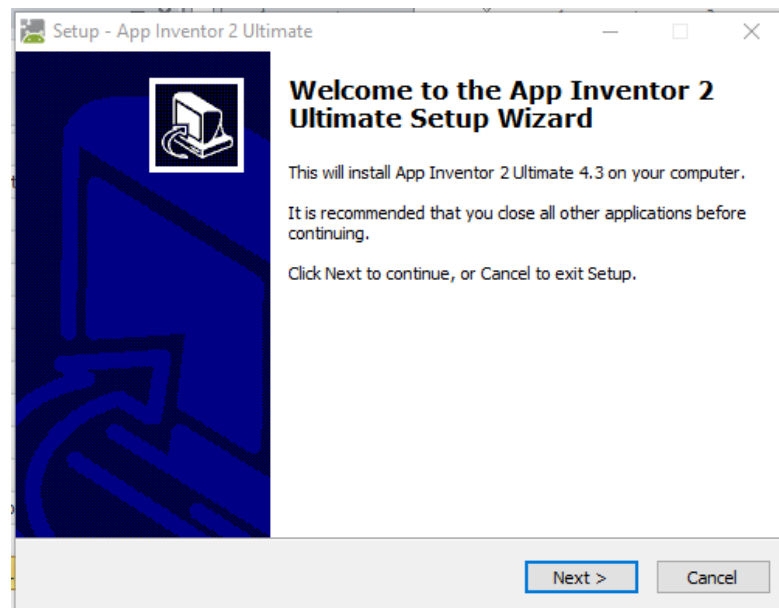 Setup - App Inventor 2 Ultimate
Welcome to the App Inventor 2
Ultimate Setup Wizard
This will install App Inventor 2 Ultimate 4.3 on your computer.
It is recommended that you close all other applications before
continuing.
Click Next to continue, or Cancel to exit Setup.
Next >
Cancel